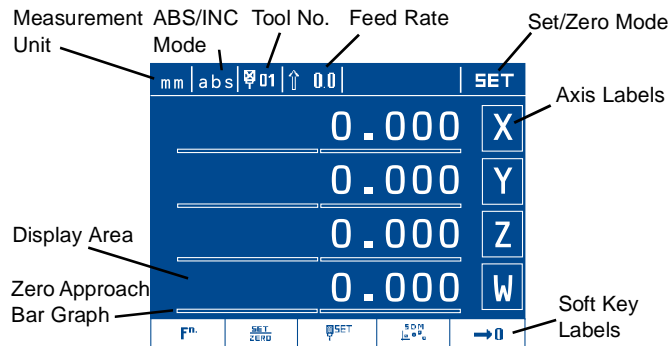 Measurement Unit
ABS/INC Mode
Tool No.
Feed Rate
Set/Zero Mode
mm abs 01 ⇧ 0.0 SET
Axis Labels
0.000 X
0.000 Y
0.000 Z
Display Area
0.000 W
Zero Approach Bar Graph
Fn. SET ZERO SET SDM →0
Soft Key Labels